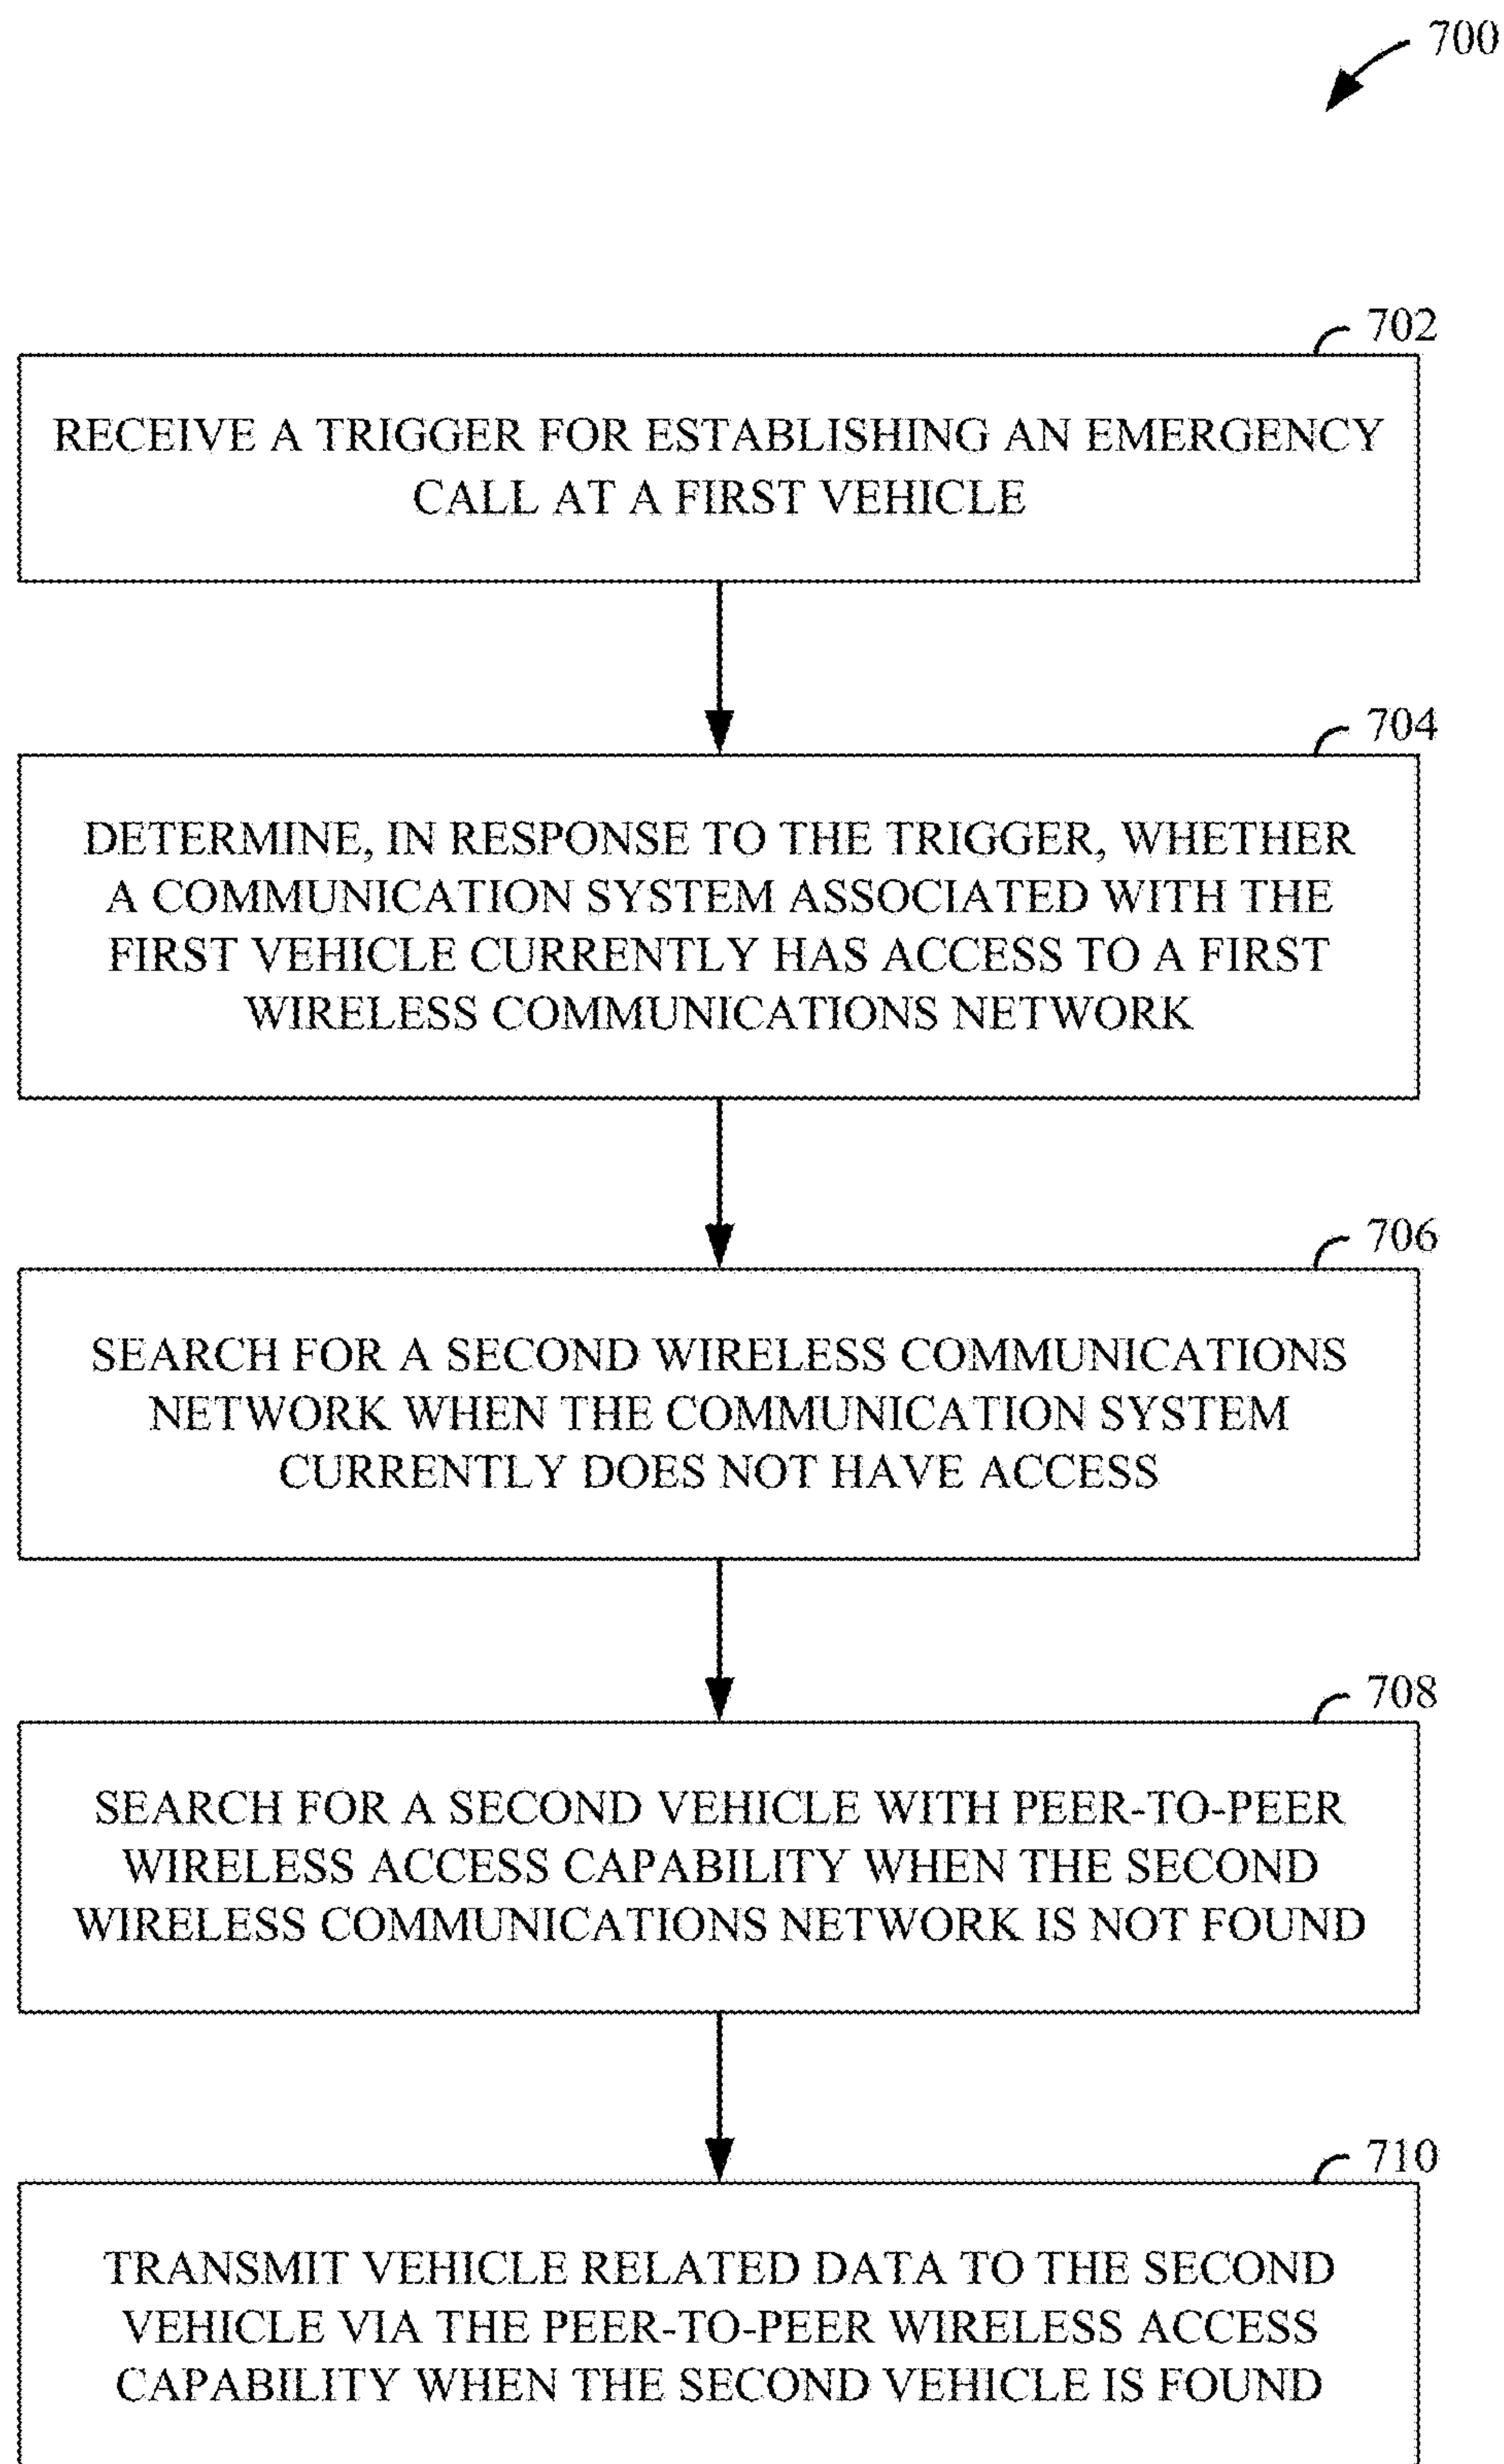 700
702
RECEIVE A TRIGGER FOR ESTABLISHING AN EMERGENCY
CALL AT A FIRST VEHICLE
704
DETERMINE, IN RESPONSE TO THE TRIGGER, WHETHER
A COMMUNICATION SYSTEM ASSOCIATED WITH THE
FIRST VEHICLE CURRENTLY HAS ACCESS TO A FIRST
WIRELESS COMMUNICATIONS NETWORK
706
SEARCH FOR A SECOND WIRELESS COMMUNICATIONS
NETWORK WHEN THE COMMUNICATION SYSTEM
CURRENTLY DOES NOT HAVE ACCESS
708
SEARCH FOR A SECOND VEHICLE WITH PEER-TO-PEER
WIRELESS ACCESS CAPABILITY WHEN THE SECOND
WIRELESS COMMUNICATIONS NETWORK IS NOT FOUND
710
TRANSMIT VEHICLE RELATED DATA TO THE SECOND
VEHICLE VIA THE PEER-TO-PEER WIRELESS ACCESS
CAPABILITY WHEN THE SECOND VEHICLE IS FOUND